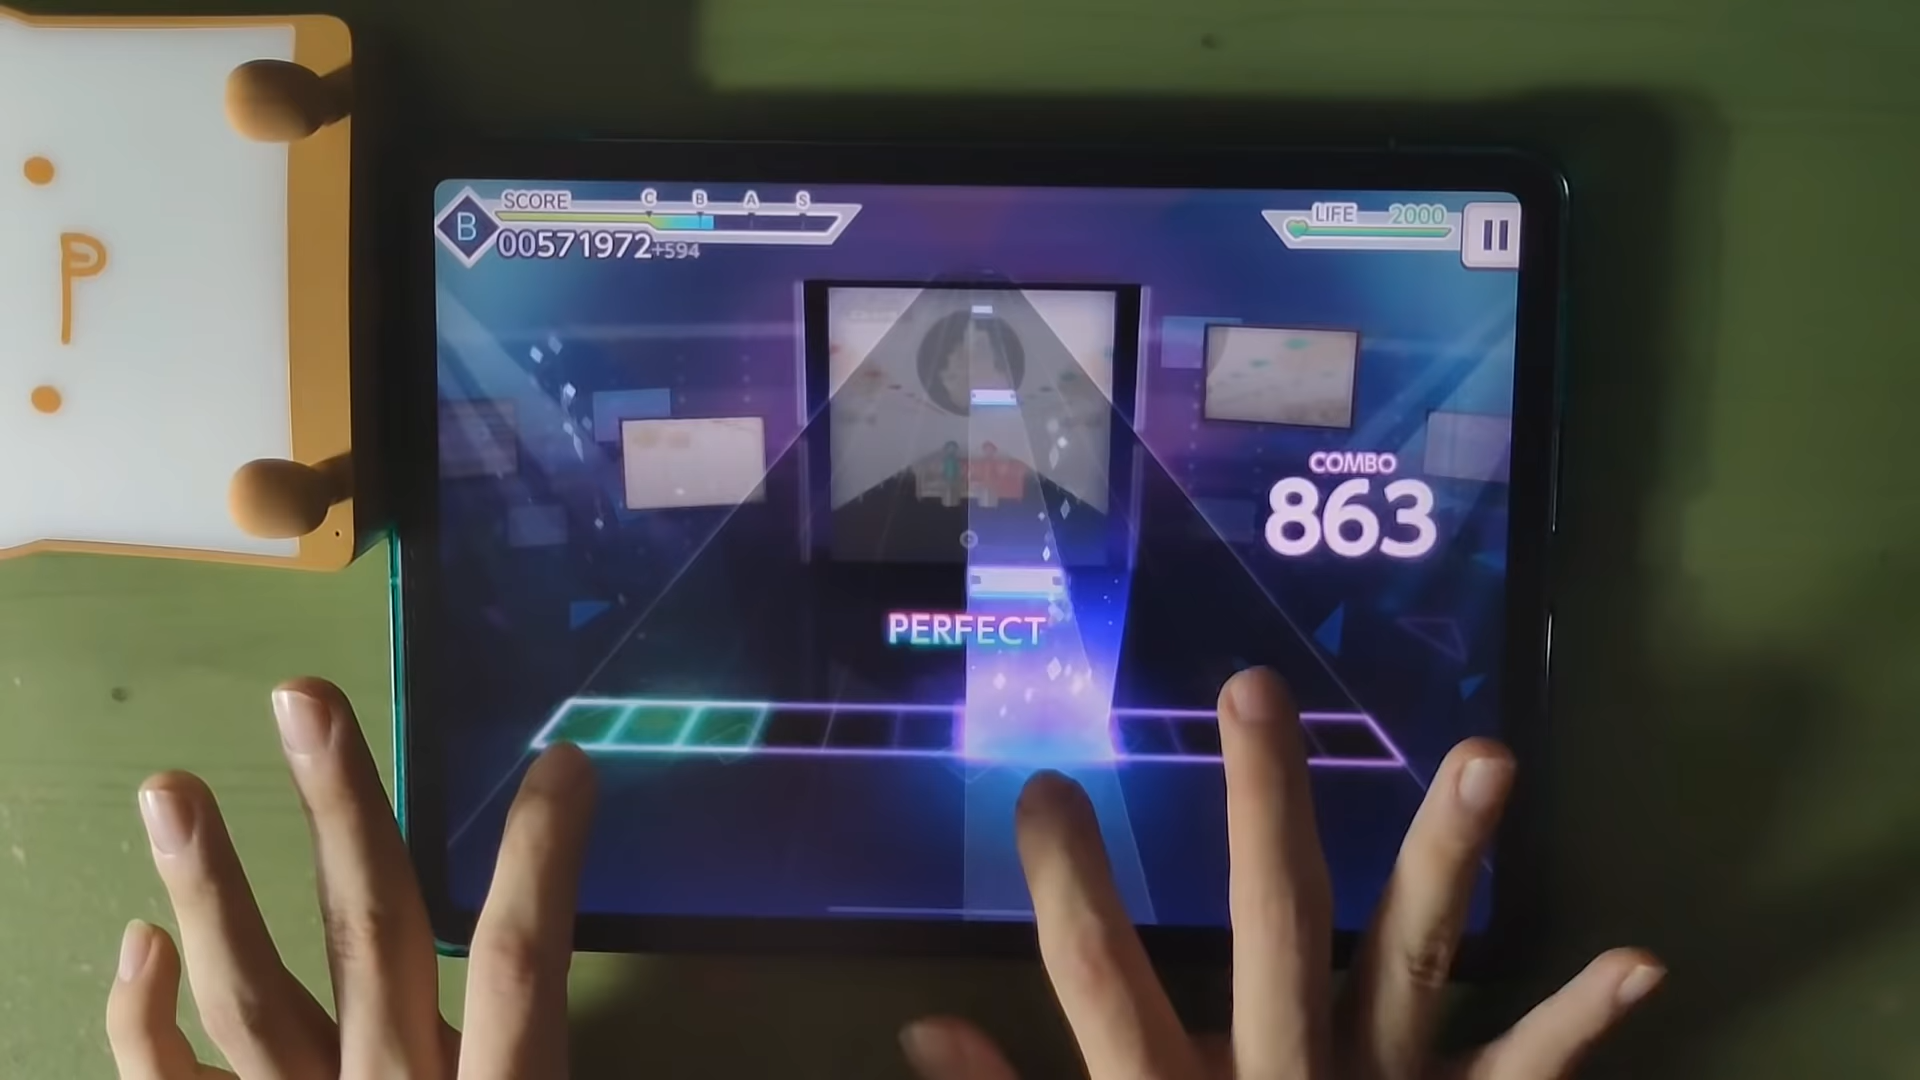 C B A S
SCORE
B
00571972+594
LIFE 2000
COMBO
863
PERFECT